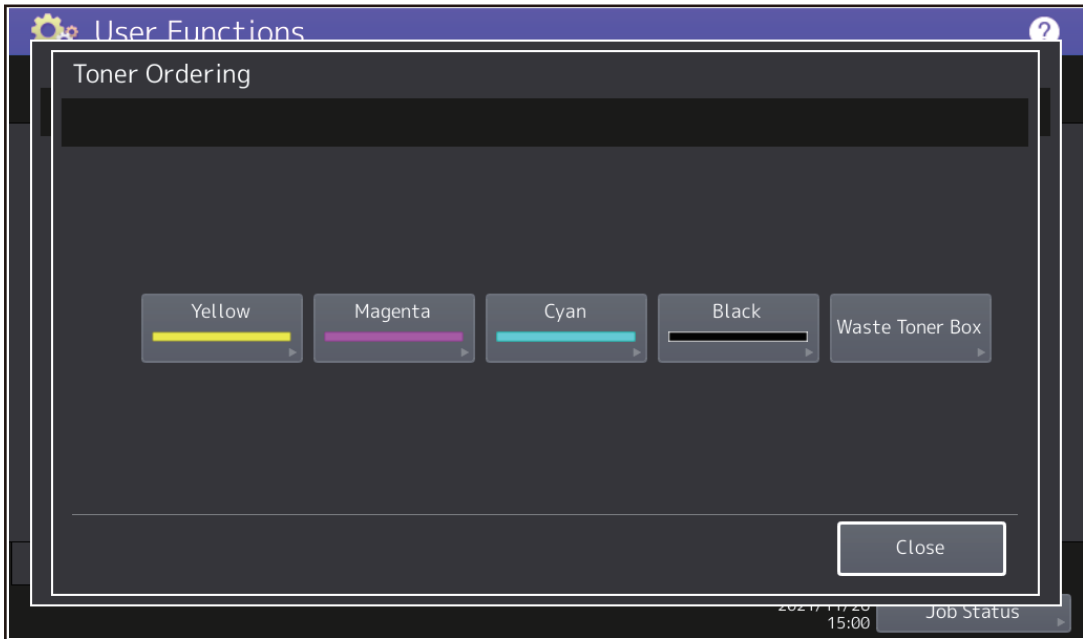 User Functions
?
Toner Ordering
Yellow
Magenta
Cyan
Black
Waste Toner Box
Close
15:00
Job Status